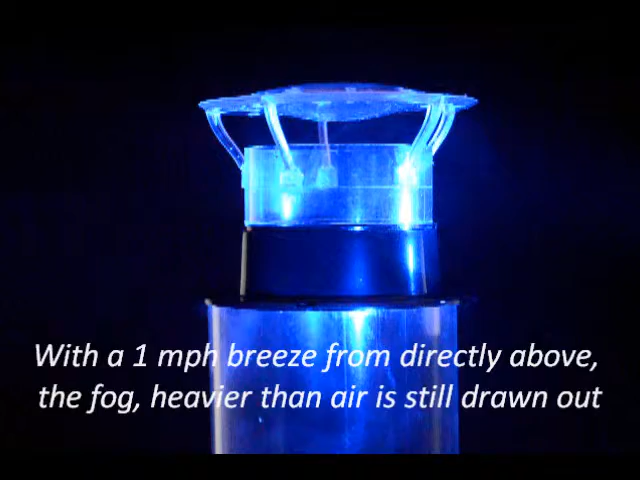 With a 1 mph breeze from directly above,
the fog, heavier than air is still drawn out